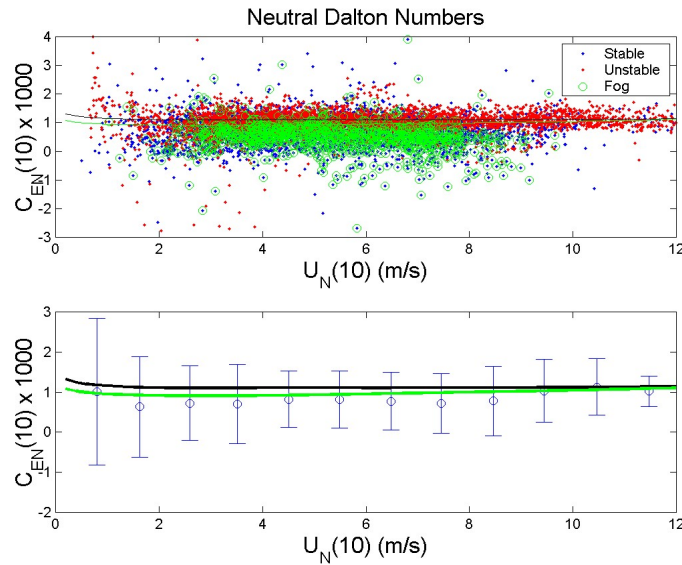 Neutral Dalton Numbers
C_EN(10) x 1000
4
3
2
1
0
-1
-2
-3
Stable
Unstable
Fog
0 2 4 6 8 10 12
U_N(10) (m/s)
C_EN(10) x 1000
3
2
1
0
-1
-2
0 2 4 6 8 10 12
U_N(10) (m/s)